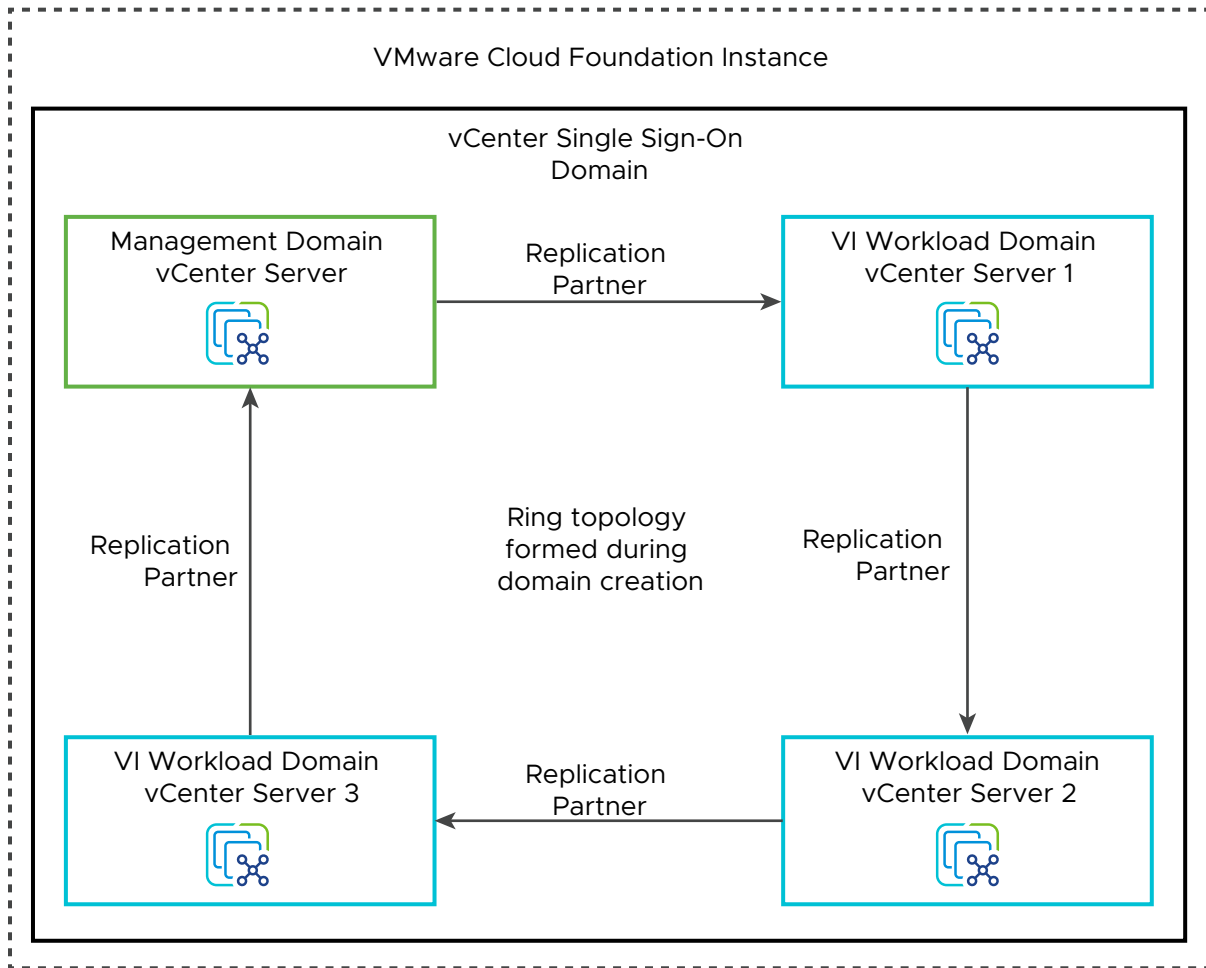 VMware Cloud Foundation Instance
vCenter Single Sign-On
Domain
Management Domain
vCenter Server
Replication
Partner
VI Workload Domain
vCenter Server 1
Replication
Partner
Ring topology
formed during
domain creation
Replication
Partner
VI Workload Domain
vCenter Server 3
Replication
Partner
VI Workload Domain
vCenter Server 2